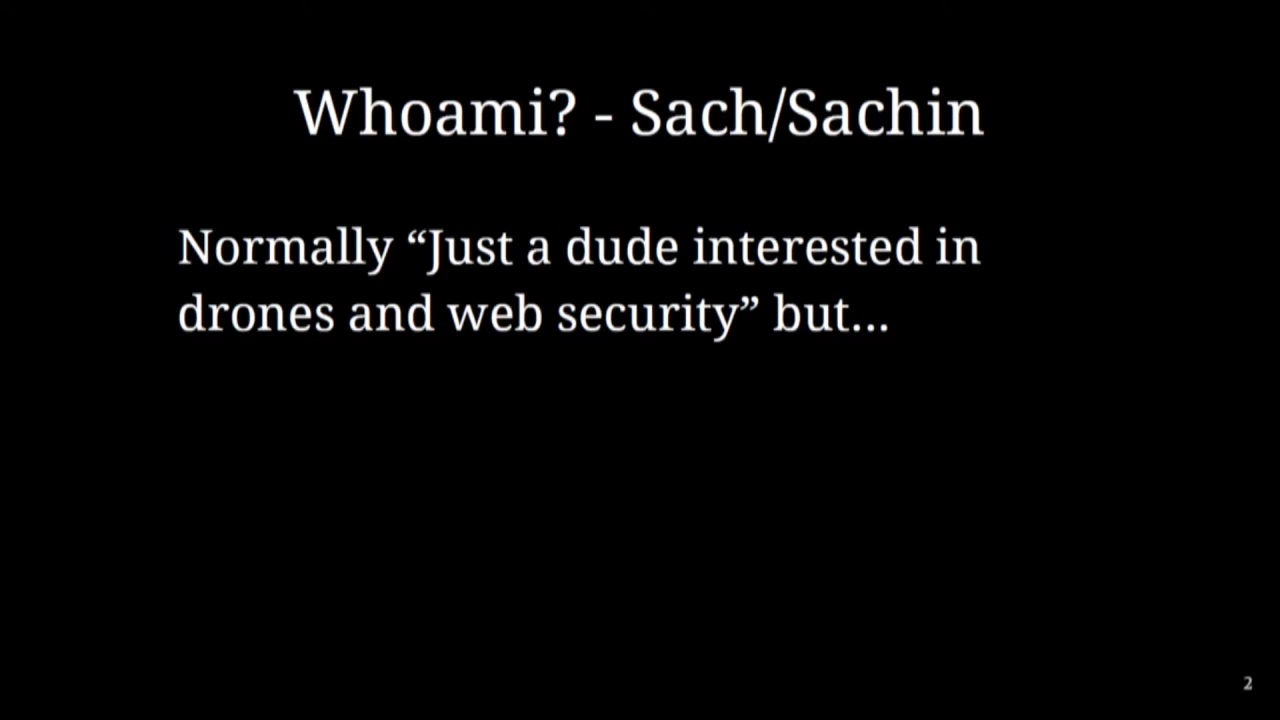 Whoami? - Sach/Sachin
Normally “Just a dude interested in
drones and web security” but...
2